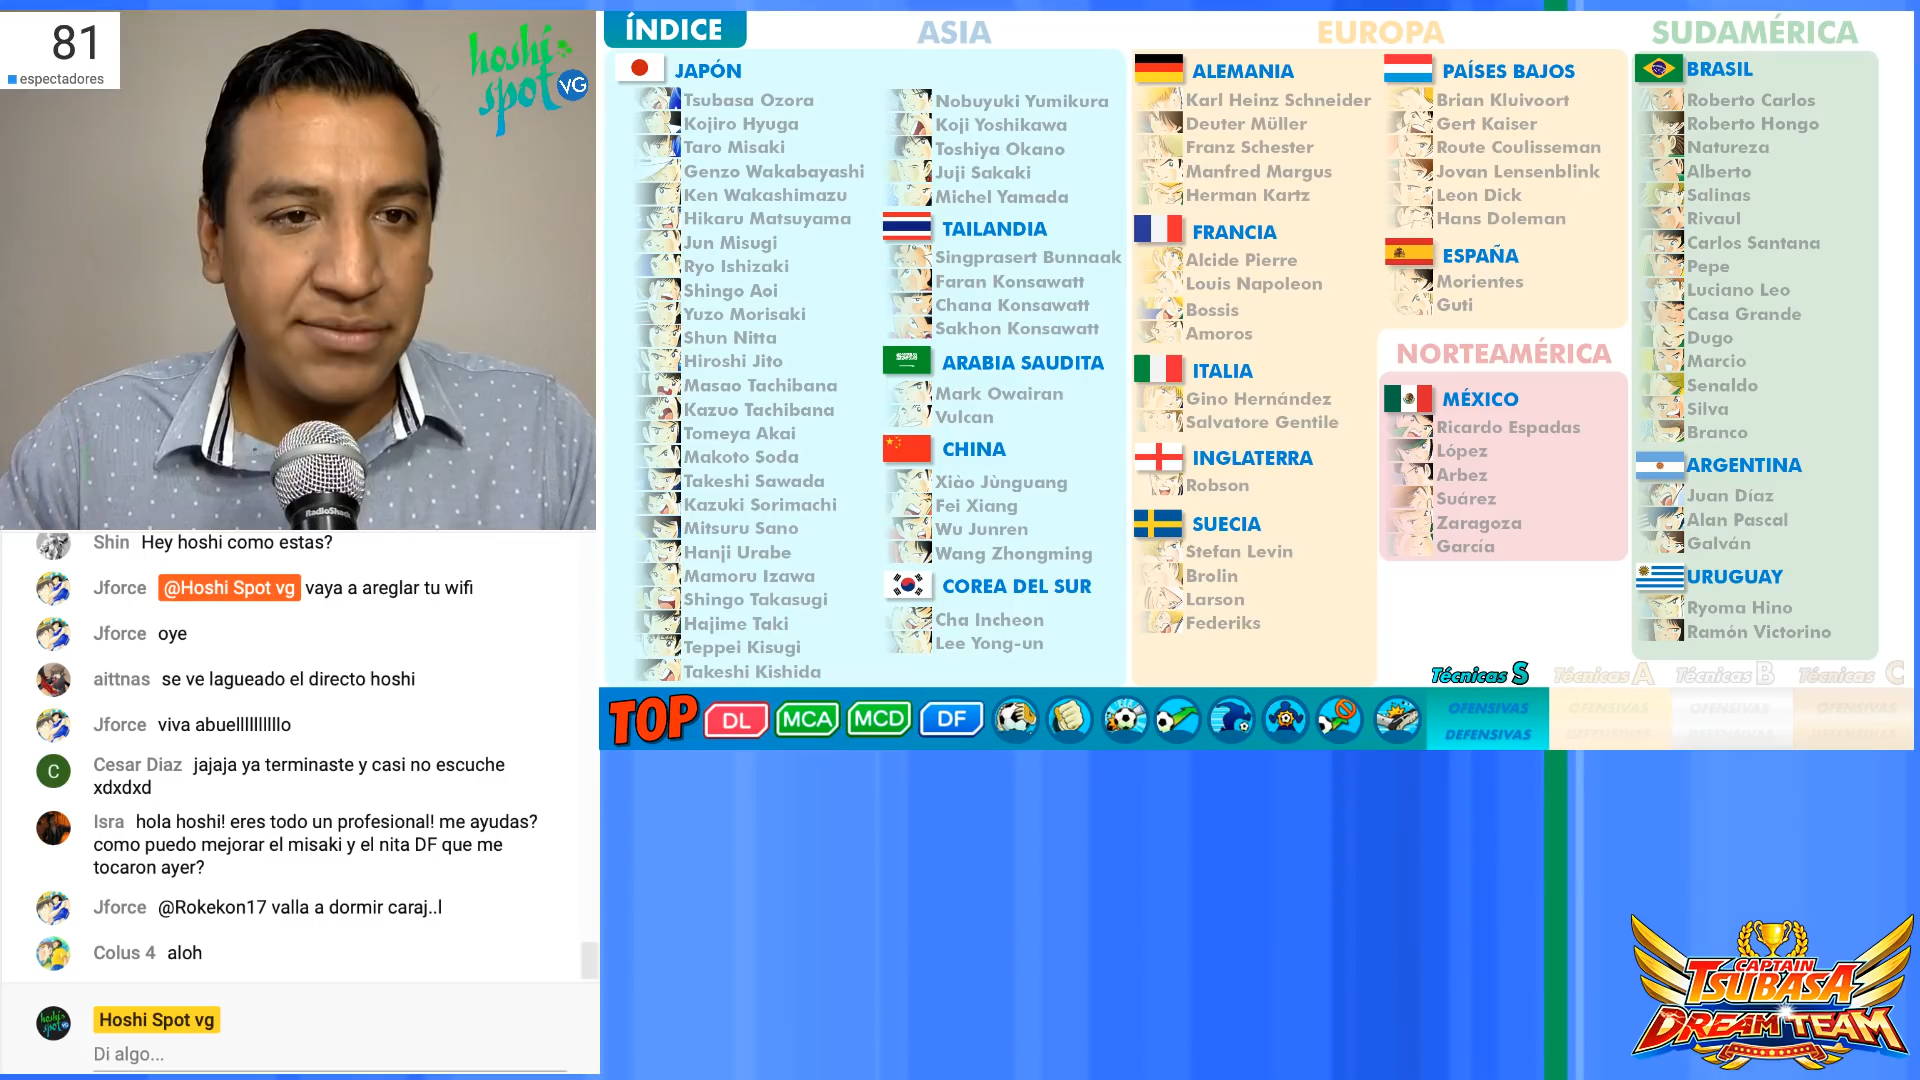 81
espectadores
hoshi
spot
VG
RadioShack
Shin Hey hoshi como estas?
Jforce @Hoshi Spot vg vaya a areglar tu wifi
Jforce oye
aittnas se ve lagueado el directo hoshi
Jforce viva abuelllllllllllo
C
Cesar Diaz jajaja ya terminaste y casi no escuche
xdxdxd
Isra hola hoshi! eres todo un profesional! me ayudas?
como puedo mejorar el misaki y el nita DF que me
tocaron ayer?
Jforce @Rokekon17 valla a dormir caraj..l
Colus 4 aloh
Hoshi Spot vg
Di algo...
ÍNDICE
ASIA
JAPÓN
Tsubasa Ozora
Kojiro Hyuga
Taro Misaki
Genzo Wakabayashi
Ken Wakashimazu
Hikaru Matsuyama
Jun Misugi
Ryo Ishizaki
Shingo Aoi
Yuzo Morisaki
Shun Nitta
Hiroshi Jito
Masao Tachibana
Kazuo Tachibana
Tomeya Akai
Makoto Soda
Takeshi Sawada
Kazuki Sorimachi
Mitsuru Sano
Hanji Urabe
Mamoru Izawa
Shingo Takasugi
Hajime Taki
Teppei Kisugi
Takeshi Kishida
Nobuyuki Yumikura
Koji Yoshikawa
Toshiya Okano
Juji Sakaki
Michel Yamada
TAILANDIA
Singprasert Bunnaak
Faran Konsawatt
Chana Konsawatt
Sakhon Konsawatt
ARABIA SAUDITA
Mark Owairan
Vulcan
CHINA
Xiào Jùnguang
Fei Xiang
Wu Junren
Wang Zhongming
COREA DEL SUR
Cha Incheon
Lee Yong-un
EUROPA
ALEMANIA
Karl Heinz Schneider
Deuter Müller
Franz Schester
Manfred Margus
Herman Kartz
FRANCIA
Alcide Pierre
Louis Napoleon
Bossis
Amoros
ITALIA
Gino Hernández
Salvatore Gentile
INGLATERRA
Robson
SUECIA
Stefan Levin
Brolin
Larson
Federiks
PAÍSES BAJOS
Brian Kluivoort
Gert Kaiser
Route Coulisseman
Jovan Lensenblink
Leon Dick
Hans Doleman
ESPAÑA
Morientes
Guti
NORTEAMÉRICA
MÉXICO
Ricardo Espadas
López
Árbez
Suárez
Zaragoza
García
SUDAMÉRICA
BRASIL
Roberto Carlos
Roberto Hongo
Natureza
Alberto
Salinas
Rivaul
Carlos Santana
Pepe
Luciano Leo
Casa Grande
Dugo
Marcio
Senaldo
Silva
Branco
ARGENTINA
Juan Díaz
Alan Pascal
Galván
URUGUAY
Ryoma Hino
Ramón Victorino
Técnicas S Técnicas A Técnicas B Técnicas C
TOP DL MCA MCD DF
OFENSIVAS OFENSIVAS OFENSIVAS OFENSIVAS
DEFENSIVAS DEFENSIVAS DEFENSIVAS DEFENSIVAS
CAPTAIN
TSUBASA
DREAM TEAM